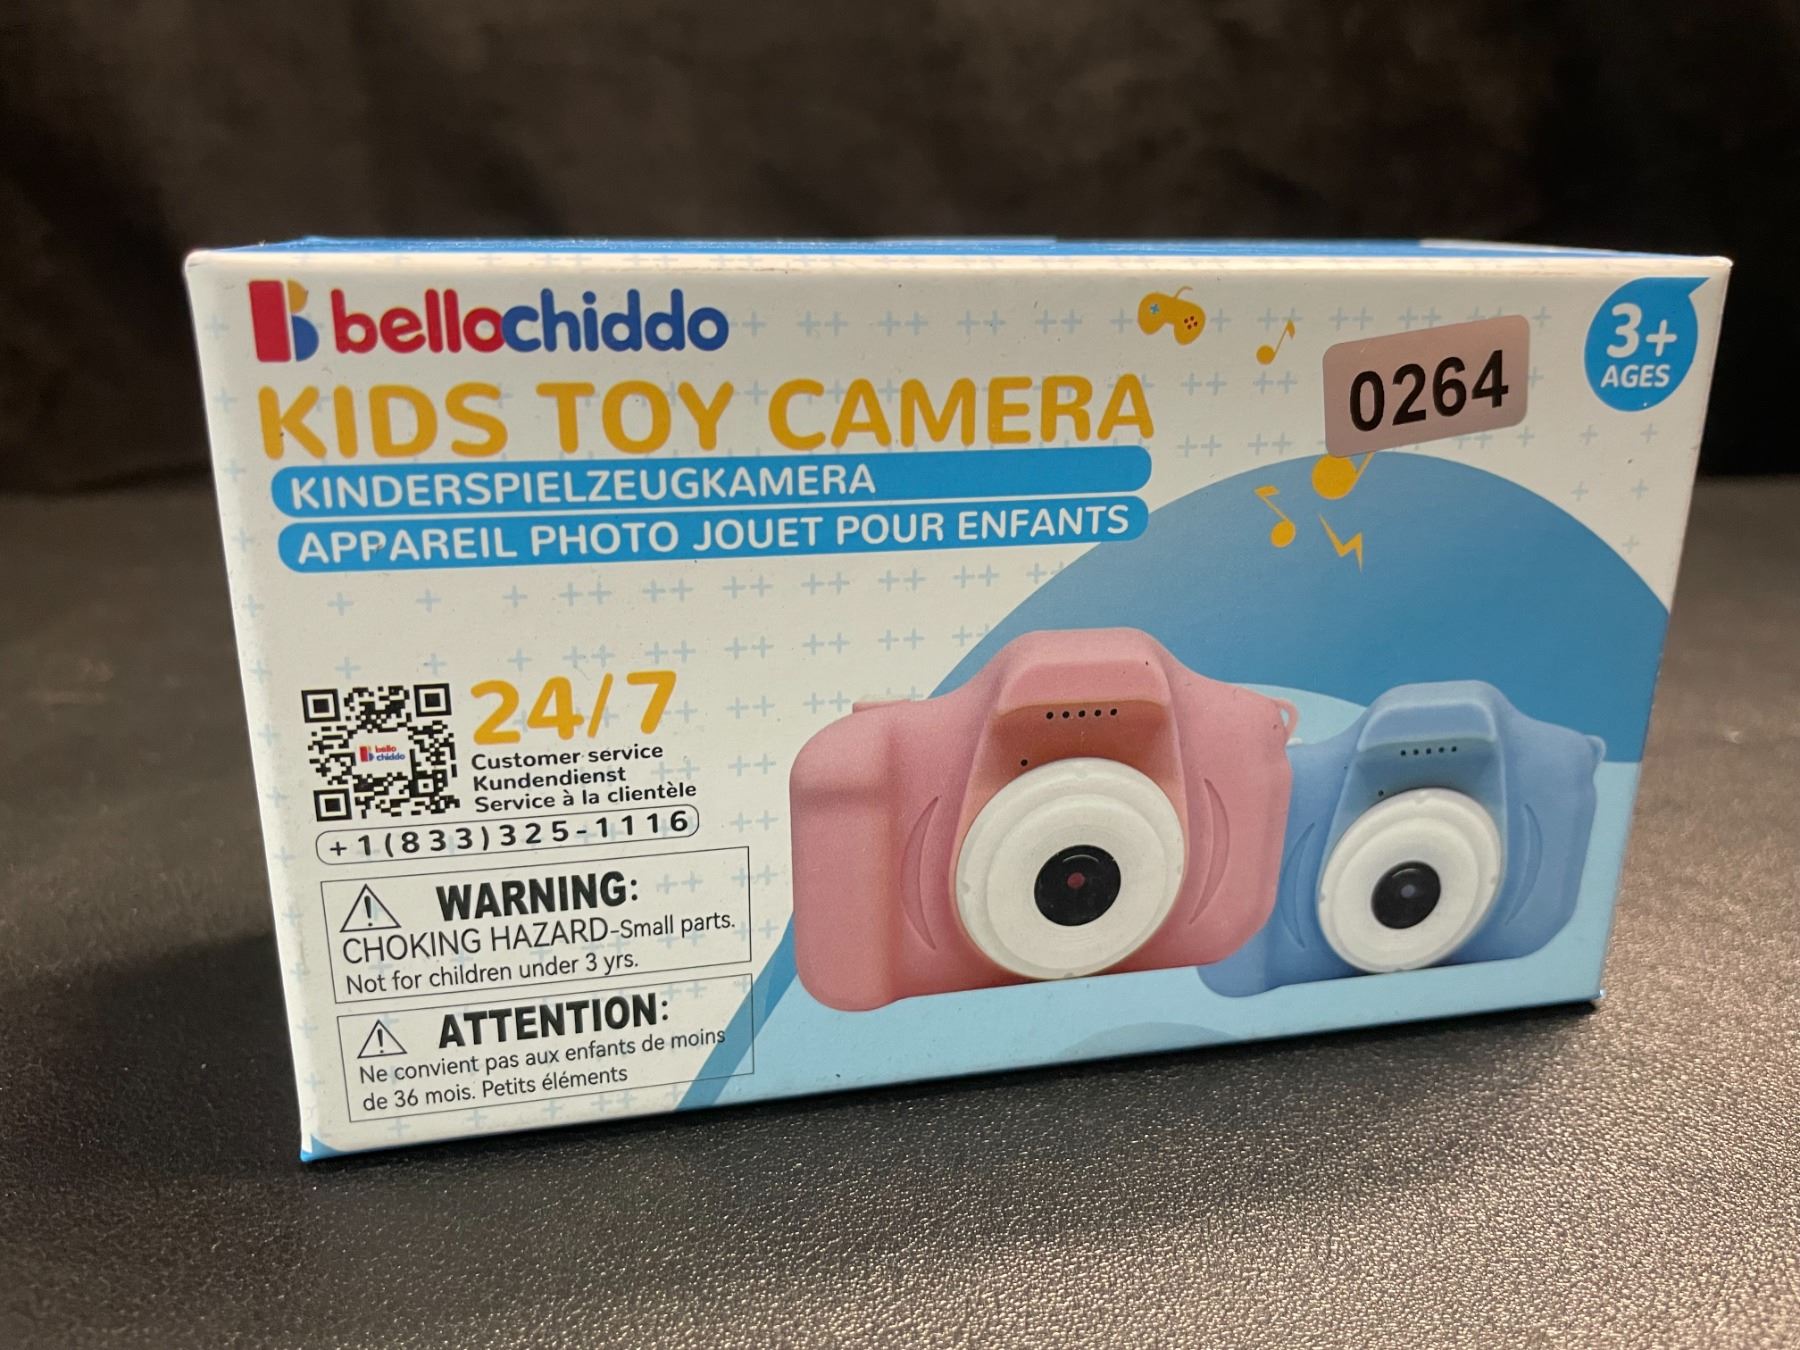 bellochiddo
3+
AGES
0264
KIDS TOY CAMERA
KINDERSPIELZEUGKAMERA
APPAREIL PHOTO JOUET POUR ENFANTS
bello
chiddo
24/7
Customer service
Kundendienst
Service à la clientèle
+1(833)325-1116
WARNING:
CHOKING HAZARD-Small parts.
Not for children under 3 yrs.
ATTENTION:
Ne convient pas aux enfants de moins
de 36 mois. Petits éléments